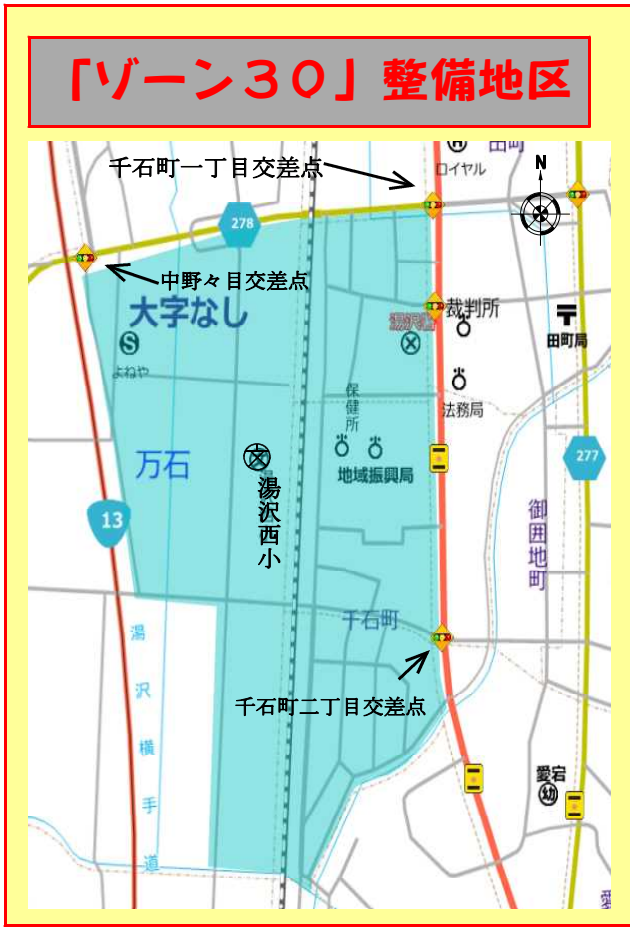 「ゾーン３０」整備地区
田町
千石町一丁目交差点
ロイヤル
N
278
中野々目交差点
大字なし
裁判所
S
よねや
田町局
保健所
法務局
万石
文
地域振興局
277
湯沢西小
13
御囲地町
千石町
湯沢横手道
千石町二丁目交差点
愛宕
幼
愛